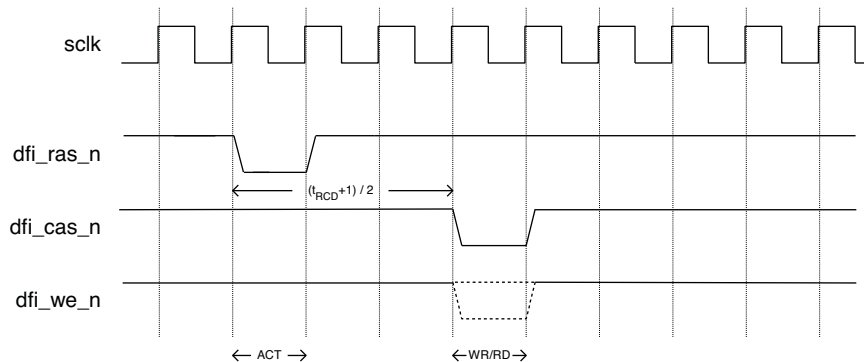 sclk
dfi_ras_n
(tRCD+1) / 2
dfi_cas_n
dfi_we_n
ACT
WR/RD